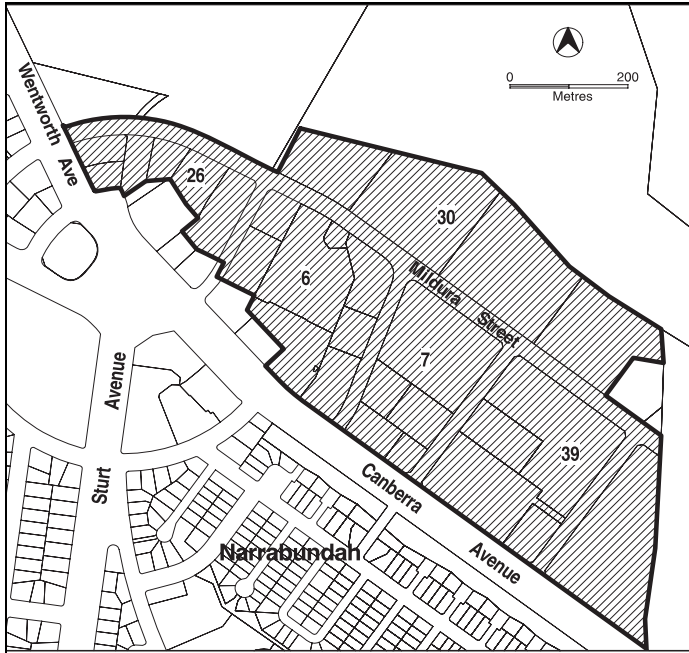 Wentworth Ave
0 200
Metres
26
30
6
Mildura Street
7
39
Sturt Avenue
Canberra Avenue
Narrabundah